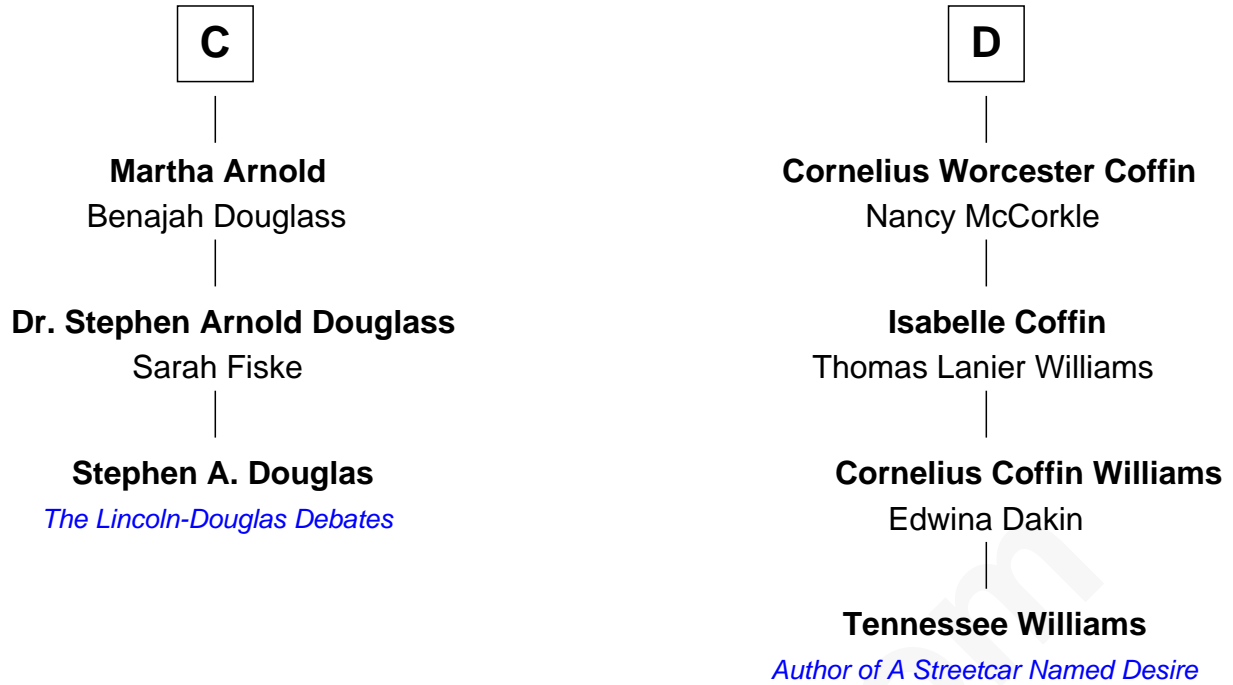 C
Martha Arnold
Benajah Douglass
Dr. Stephen Arnold Douglass
Sarah Fiske
Stephen A. Douglas
The Lincoln-Douglas Debates
D
Cornelius Worcester Coffin
Nancy McCorkle
Isabelle Coffin
Thomas Lanier Williams
Cornelius Coffin Williams
Edwina Dakin
Tennessee Williams
Author of A Streetcar Named Desire